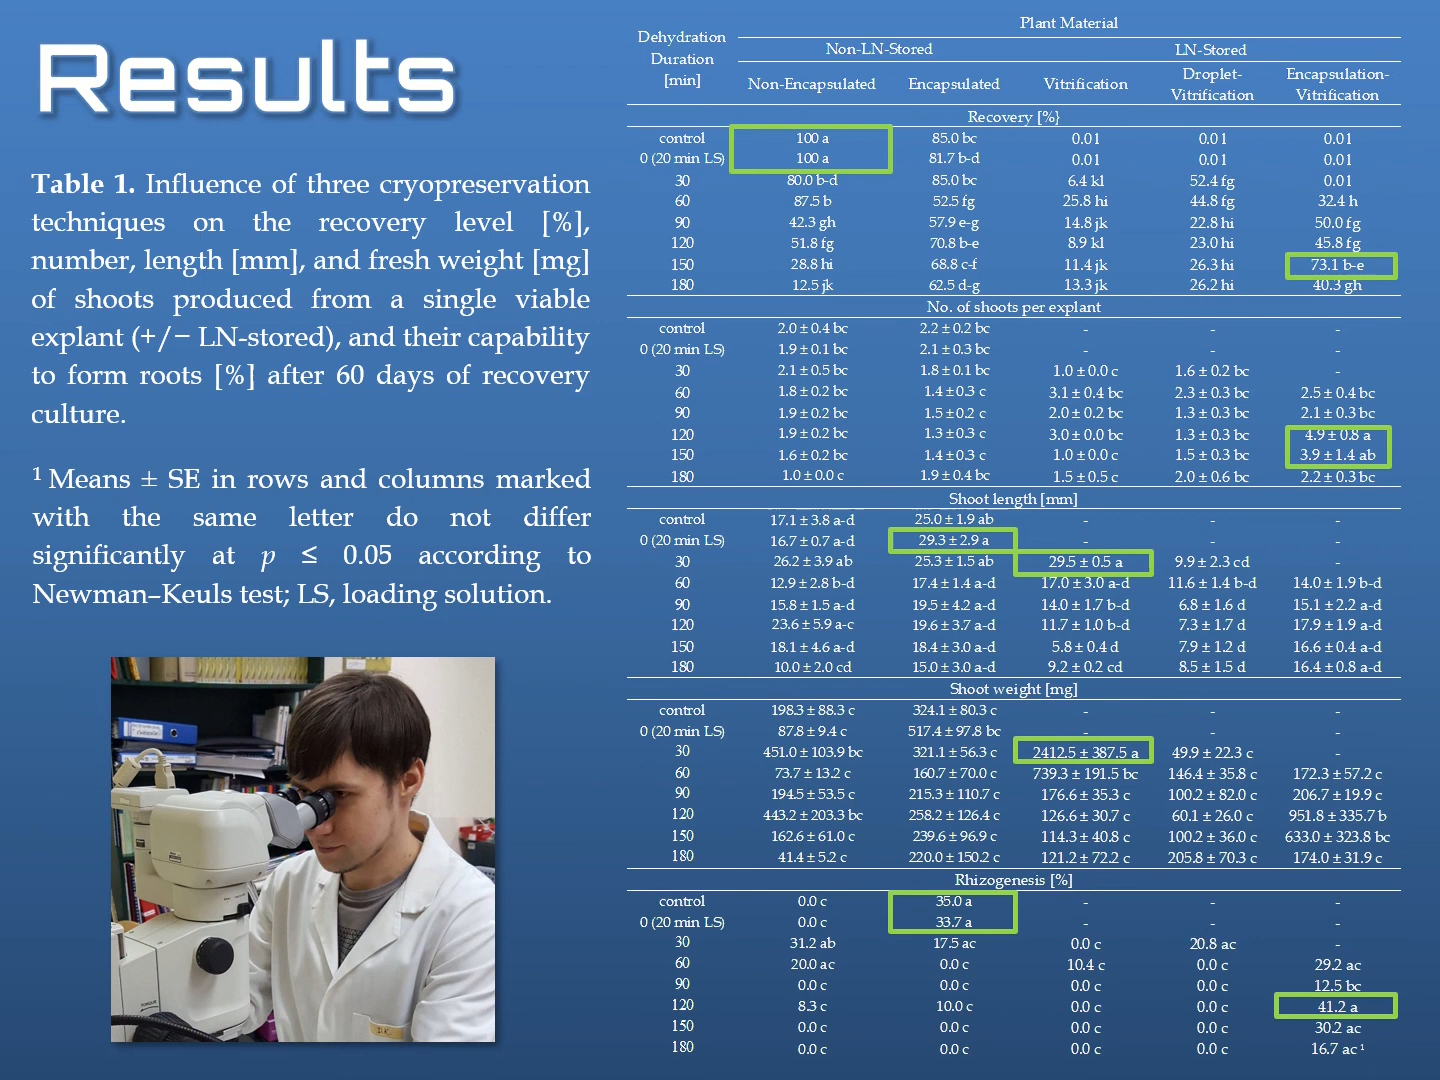 Results
Table 1. Influence of three cryopreservation
techniques on the recovery level [%],
number, length [mm], and fresh weight [mg]
of shoots produced from a single viable
explant (+/− LN-stored), and their capability
to form roots [%] after 60 days of recovery
culture.
¹ Means ± SE in rows and columns marked
with the same letter do not differ
significantly at p ≤ 0.05 according to
Newman–Keuls test; LS, loading solution.
Plant Material
Dehydration Duration [min] Non-LN-Stored LN-Stored
Non-Encapsulated Encapsulated Vitrification Droplet-Vitrification Encapsulation-Vitrification
Recovery [%}
control 100 a 85.0 bc 0.0 l 0.0 l 0.0 l
0 (20 min LS) 100 a 81.7 b-d 0.0 l 0.0 l 0.0 l
30 80.0 b-d 85.0 bc 6.4 kl 52.4 fg 0.0 l
60 87.5 b 52.5 fg 25.8 hi 44.8 fg 32.4 h
90 42.3 gh 57.9 e-g 14.8 jk 22.8 hi 50.0 fg
120 51.8 fg 70.8 b-e 8.9 kl 23.0 hi 45.8 fg
150 28.8 hi 68.8 c-f 11.4 jk 26.3 hi 73.1 b-e
180 12.5 jk 62.5 d-g 13.3 jk 26.2 hi 40.3 gh
No. of shoots per explant
control 2.0 ± 0.4 bc 2.2 ± 0.2 bc - - -
0 (20 min LS) 1.9 ± 0.1 bc 2.1 ± 0.3 bc - - -
30 2.1 ± 0.5 bc 1.8 ± 0.1 bc 1.0 ± 0.0 c 1.6 ± 0.2 bc -
60 1.8 ± 0.2 bc 1.4 ± 0.3 c 3.1 ± 0.4 bc 2.3 ± 0.3 bc 2.5 ± 0.4 bc
90 1.9 ± 0.2 bc 1.5 ± 0.2 c 2.0 ± 0.2 bc 1.3 ± 0.3 bc 2.1 ± 0.3 bc
120 1.9 ± 0.2 bc 1.3 ± 0.3 c 3.0 ± 0.0 bc 1.3 ± 0.3 bc 4.9 ± 0.8 a
150 1.6 ± 0.2 bc 1.4 ± 0.3 c 1.0 ± 0.0 c 1.5 ± 0.3 bc 3.9 ± 1.4 ab
180 1.0 ± 0.0 c 1.9 ± 0.4 bc 1.5 ± 0.5 c 2.0 ± 0.6 bc 2.2 ± 0.3 bc
Shoot length [mm]
control 17.1 ± 3.8 a-d 25.0 ± 1.9 ab - - -
0 (20 min LS) 16.7 ± 0.7 a-d 29.3 ± 2.9 a - - -
30 26.2 ± 3.9 ab 25.3 ± 1.5 ab 29.5 ± 0.5 a 9.9 ± 2.3 cd -
60 12.9 ± 2.8 b-d 17.4 ± 1.4 a-d 17.0 ± 3.0 a-d 11.6 ± 1.4 b-d 14.0 ± 1.9 b-d
90 15.8 ± 1.5 a-d 19.5 ± 4.2 a-d 14.0 ± 1.7 b-d 6.8 ± 1.6 d 15.1 ± 2.2 a-d
120 23.6 ± 5.9 a-c 19.6 ± 3.7 a-d 11.7 ± 1.0 b-d 7.3 ± 1.7 d 17.9 ± 1.9 a-d
150 18.1 ± 4.6 a-d 18.4 ± 3.0 a-d 5.8 ± 0.4 d 7.9 ± 1.2 d 16.6 ± 0.4 a-d
180 10.0 ± 2.0 cd 15.0 ± 3.0 a-d 9.2 ± 0.2 cd 8.5 ± 1.5 d 16.4 ± 0.8 a-d
Shoot weight [mg]
control 198.3 ± 88.3 c 324.1 ± 80.3 c - - -
0 (20 min LS) 87.8 ± 9.4 c 517.4 ± 97.8 bc - - -
30 451.0 ± 103.9 bc 321.1 ± 56.3 c 2412.5 ± 387.5 a 49.9 ± 22.3 c -
60 73.7 ± 13.2 c 160.7 ± 70.0 c 739.3 ± 191.5 bc 146.4 ± 35.8 c 172.3 ± 57.2 c
90 194.5 ± 53.5 c 215.3 ± 110.7 c 176.6 ± 35.3 c 100.2 ± 82.0 c 206.7 ± 19.9 c
120 443.2 ± 203.3 bc 258.2 ± 126.4 c 126.6 ± 30.7 c 60.1 ± 26.0 c 951.8 ± 335.7 b
150 162.6 ± 61.0 c 239.6 ± 96.9 c 114.3 ± 40.8 c 100.2 ± 36.0 c 633.0 ± 323.8 bc
180 41.4 ± 5.2 c 220.0 ± 150.2 c 121.2 ± 72.2 c 205.8 ± 70.3 c 174.0 ± 31.9 c
Rhizogenesis [%]
control 0.0 c 35.0 a - - -
0 (20 min LS) 0.0 c 33.7 a - - -
30 31.2 ab 17.5 ac 0.0 c 20.8 ac -
60 20.0 ac 0.0 c 10.4 c 0.0 c 29.2 ac
90 0.0 c 0.0 c 0.0 c 0.0 c 12.5 bc
120 8.3 c 10.0 c 0.0 c 0.0 c 41.2 a
150 0.0 c 0.0 c 0.0 c 0.0 c 30.2 ac
180 0.0 c 0.0 c 0.0 c 0.0 c 16.7 ac ¹